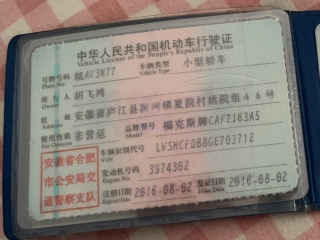 中华人民共和国机动车行驶证
Vehicle License of the People's Republic of China
号牌号码 皖AV3N77 车辆类型 小型轿车
Plate No. Vehicle Type
所有人 胡飞鸿
Owner
住址 安徽省庐江县泥河镇夏院村姚院组46号
Address
使用性质 非营运 品牌型号 福克斯牌CAF7163A5
Use Character Model
安徽省合肥 车辆识别代号 LVSHCFDB8GE703712
VIN
市公安局交 发动机号码 3974302
Engine No.
通警察支队 注册日期 2016-08-02 发证日期 2016-08-02
Register Date Issue Date